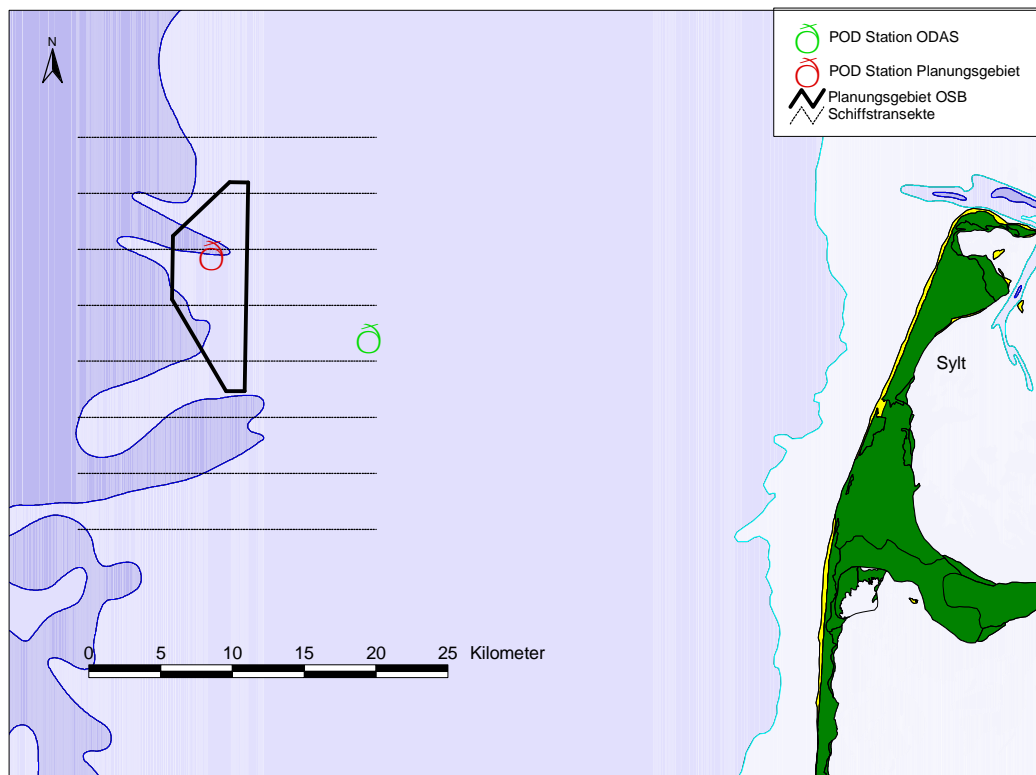 N
POD Station ODAS
POD Station Planungsgebiet
Planungsgebiet OSB
Schiffstransekte
Sylt
0 5 10 15 20 25 Kilometer